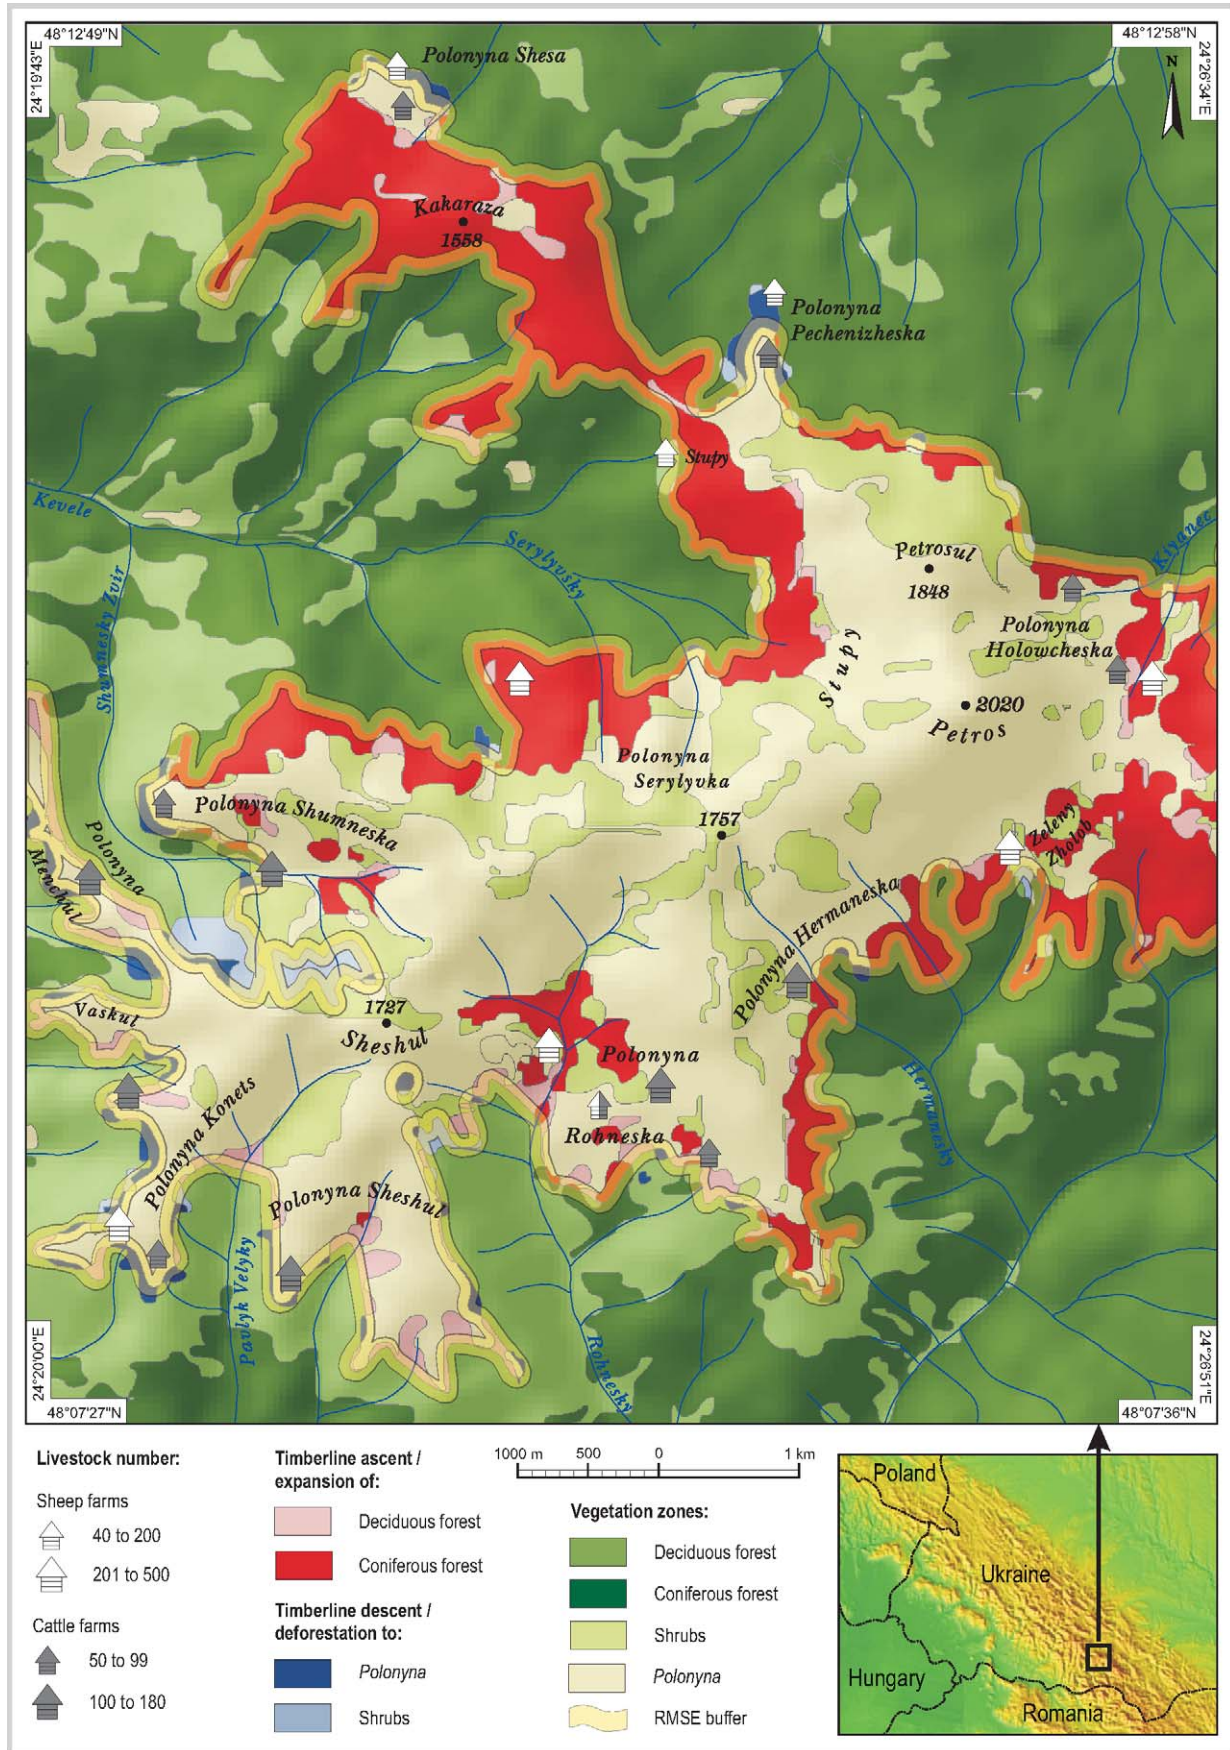 48°12'49"N
48°12'58"N
24°19'43"E
24°26'34"E
N
Polonyna Shesa
Kakaraza
1558
Polonyna
Pechenizheska
Stupy
Kevele
Serylyvsky
Kiyanec
Petrosul
1848
Shumnesky Zvir
Polonyna
Holowcheska
Stupy
2020
Petros
Polonyna
Serylyvka
Polonyna Shumneska
1757
Zeleny
Zholob
Polonyna
Menchul
Polonyna Hermaneska
Vaskul
1727
Sheshul
Polonyna
Rohneska
Hermanesky
Polonyna Konets
Polonyna Sheshul
Pavlyk Velyky
Rohnesky
24°20'00"E
24°26'51"E
48°07'27"N
48°07'36"N
Livestock number:
Sheep farms
40 to 200
201 to 500
Cattle farms
50 to 99
100 to 180
Timberline ascent /
expansion of:
Deciduous forest
Coniferous forest
Timberline descent /
deforestation to:
Polonyna
Shrubs
1000 m 500 0 1 km
Vegetation zones:
Deciduous forest
Coniferous forest
Shrubs
Polonyna
RMSE buffer
Poland
Ukraine
Hungary
Romania